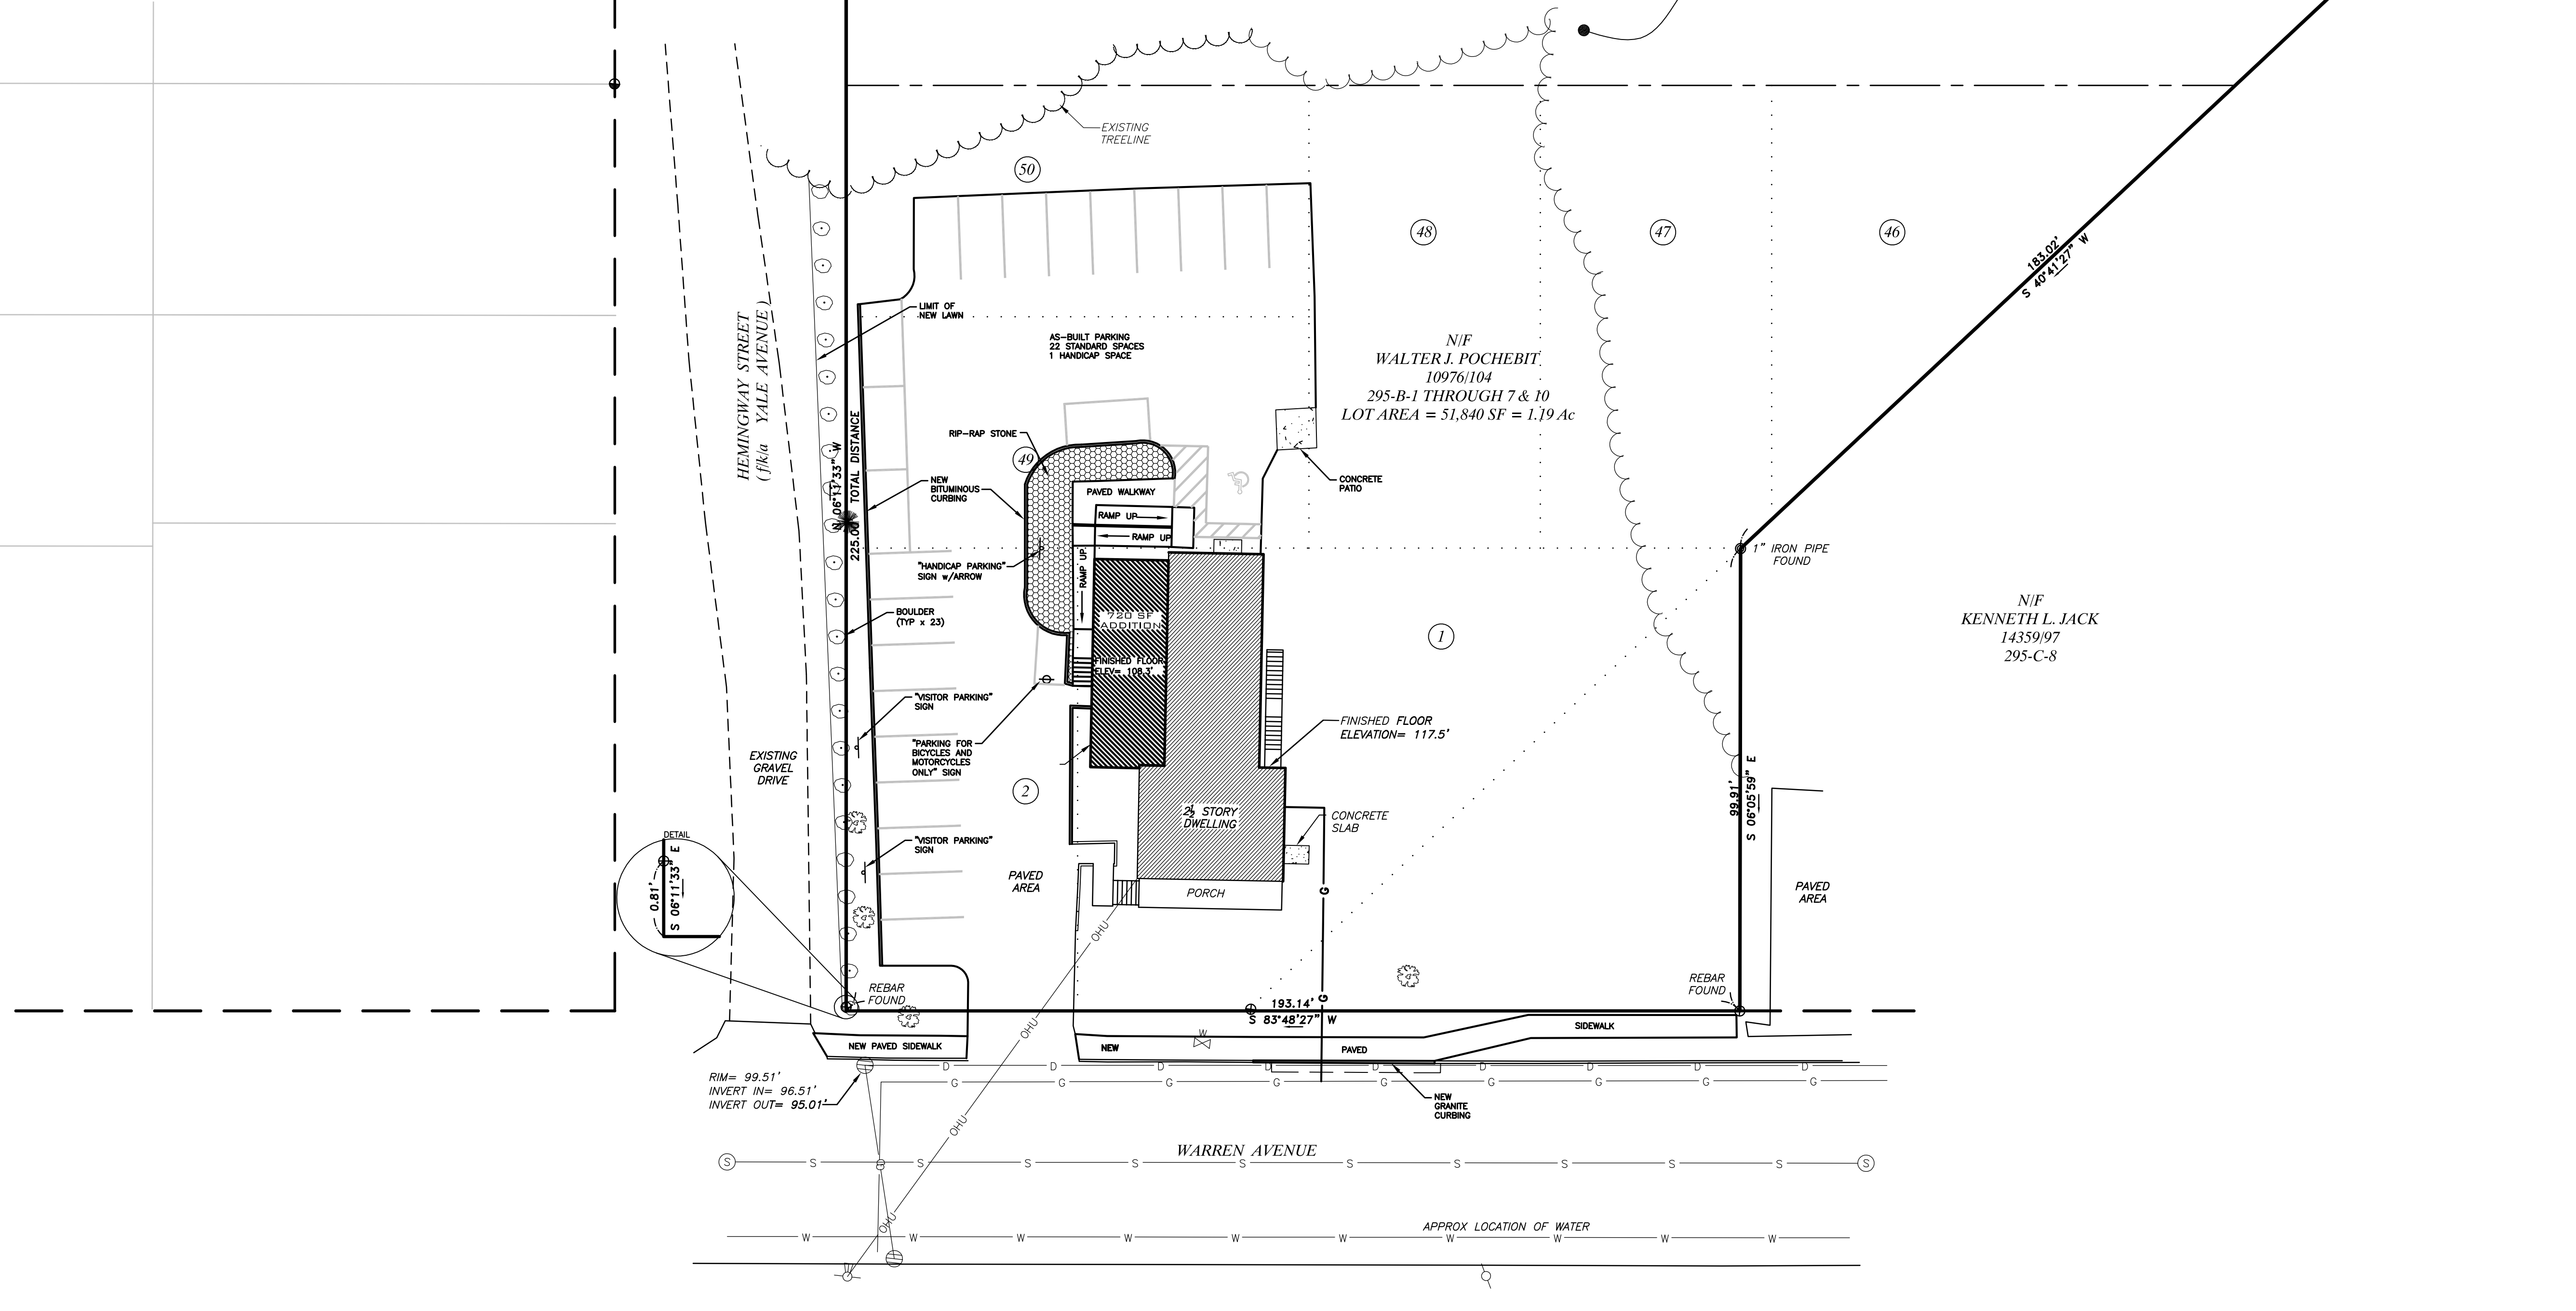 EXISTING
TREELINE
50
48
47
46
183.02'
S 40°41'27" W
LIMIT OF
NEW LAWN
HEMINGWAY STREET
( f/k/a YALE AVENUE )
AS-BUILT PARKING
22 STANDARD SPACES
1 HANDICAP SPACE
N/F
WALTER J. POCHEBIT
10976/104
295-B-1 THROUGH 7 & 10
LOT AREA = 51,840 SF = 1.19 Ac
N 06°11'33" W
225.00' TOTAL DISTANCE
RIP-RAP STONE
49
NEW
BITUMINOUS
CURBING
PAVED WALKWAY
CONCRETE
PATIO
RAMP UP
RAMP UP
RAMP UP
"HANDICAP PARKING"
SIGN w/ARROW
1" IRON PIPE
FOUND
BOULDER
(TYP x 23)
720 SF
ADDITION
1
N/F
KENNETH L. JACK
14359/97
295-C-8
FINISHED FLOOR
ELEV= 108.3'
"VISITOR PARKING"
SIGN
FINISHED FLOOR
ELEVATION= 117.5'
"PARKING FOR
BICYCLES AND
MOTORCYCLES
ONLY" SIGN
EXISTING
GRAVEL
DRIVE
2
2½ STORY
DWELLING
CONCRETE
SLAB
99.91'
S 06°05'59" E
DETAIL
0.81'
S 06°11'33" E
"VISITOR PARKING"
SIGN
PAVED
AREA
PORCH
G
PAVED
AREA
OHU
REBAR
FOUND
REBAR
FOUND
193.14'
G
S 83°48'27" W
OHU
NEW PAVED SIDEWALK
NEW
W
PAVED
SIDEWALK
D D D D D D D D D
G G G G G G G G G
RIM= 99.51'
INVERT IN= 96.51'
INVERT OUT= 95.01'
NEW
GRANITE
CURBING
OHU
WARREN AVENUE
S S S S S S S S S S S S
OHU
APPROX LOCATION OF WATER
W W W W W W W W W W